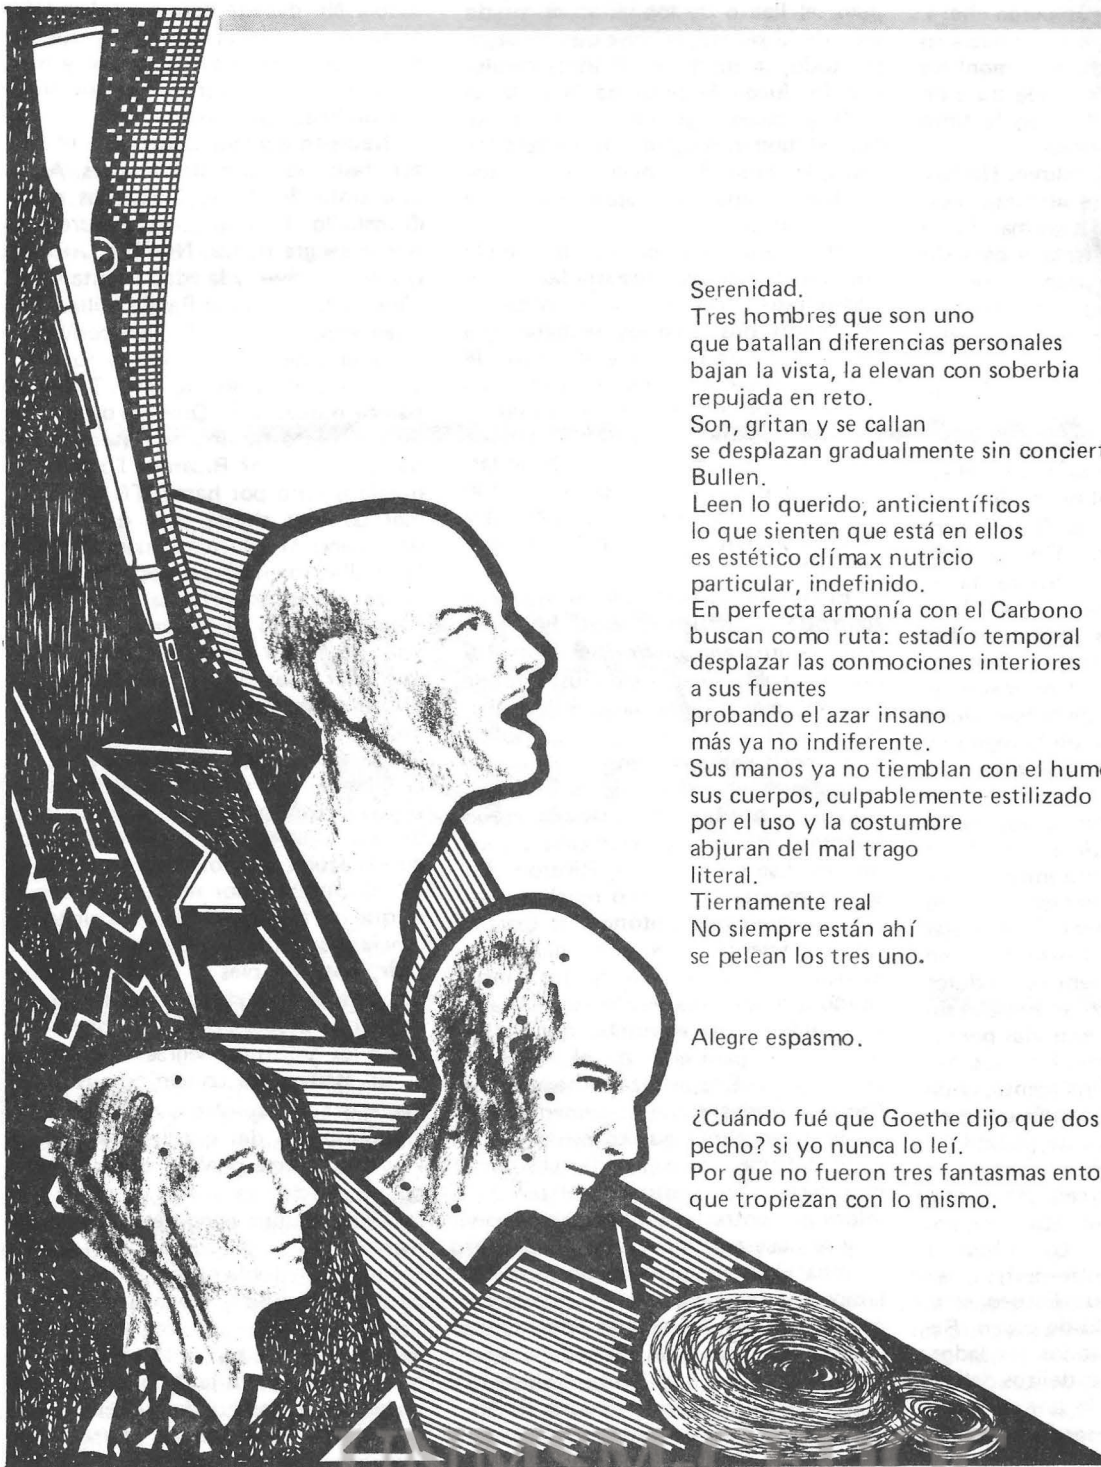 Serenidad.
Tres hombres que son uno
que batallan diferencias personales
bajan la vista, la elevan con soberbia
repujada en reto.
Son, gritan y se callan
se desplazan gradualmente sin conciert
Bullen.
Leen lo querido, anticientíficos
lo que sienten que está en ellos
es estético clímax nutricio
particular, indefinido.
En perfecta armonía con el Carbono
buscan como ruta: estadío temporal
desplazar las conmociones interiores
a sus fuentes
probando el azar insano
más ya no indiferente.
Sus manos ya no tiemblan con el hum
sus cuerpos, culpablemente estilizado
por el uso y la costumbre
abjuran del mal trago
literal.
Tiernamente real
No siempre están ahí
se pelean los tres uno.
Alegre espasmo.
¿Cuándo fué que Goethe dijo que dos
pecho? si yo nunca lo leí.
Por que no fueron tres fantasmas ento
que tropiezan con lo mismo.